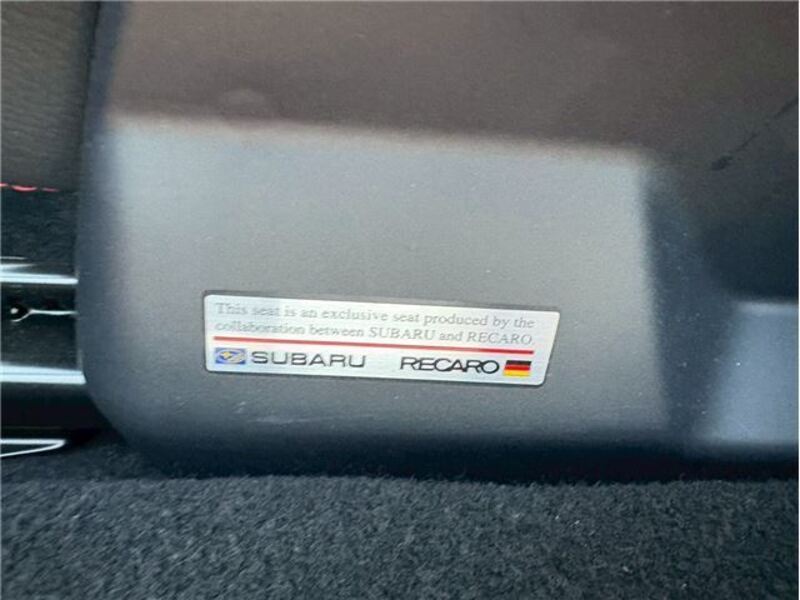 This seat is an exclusive seat produced by the
collaboration between SUBARU and RECARO.
SUBARU RECARO